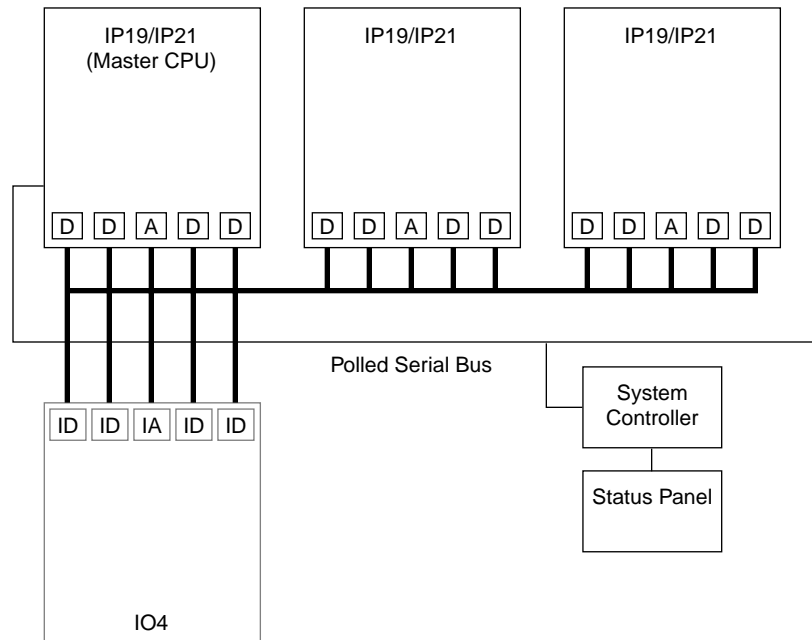 IP19/IP21
(Master CPU)
IP19/IP21
IP19/IP21
D D A D D
D D A D D
D D A D D
Polled Serial Bus
System
Controller
ID ID IA ID ID
Status Panel
IO4